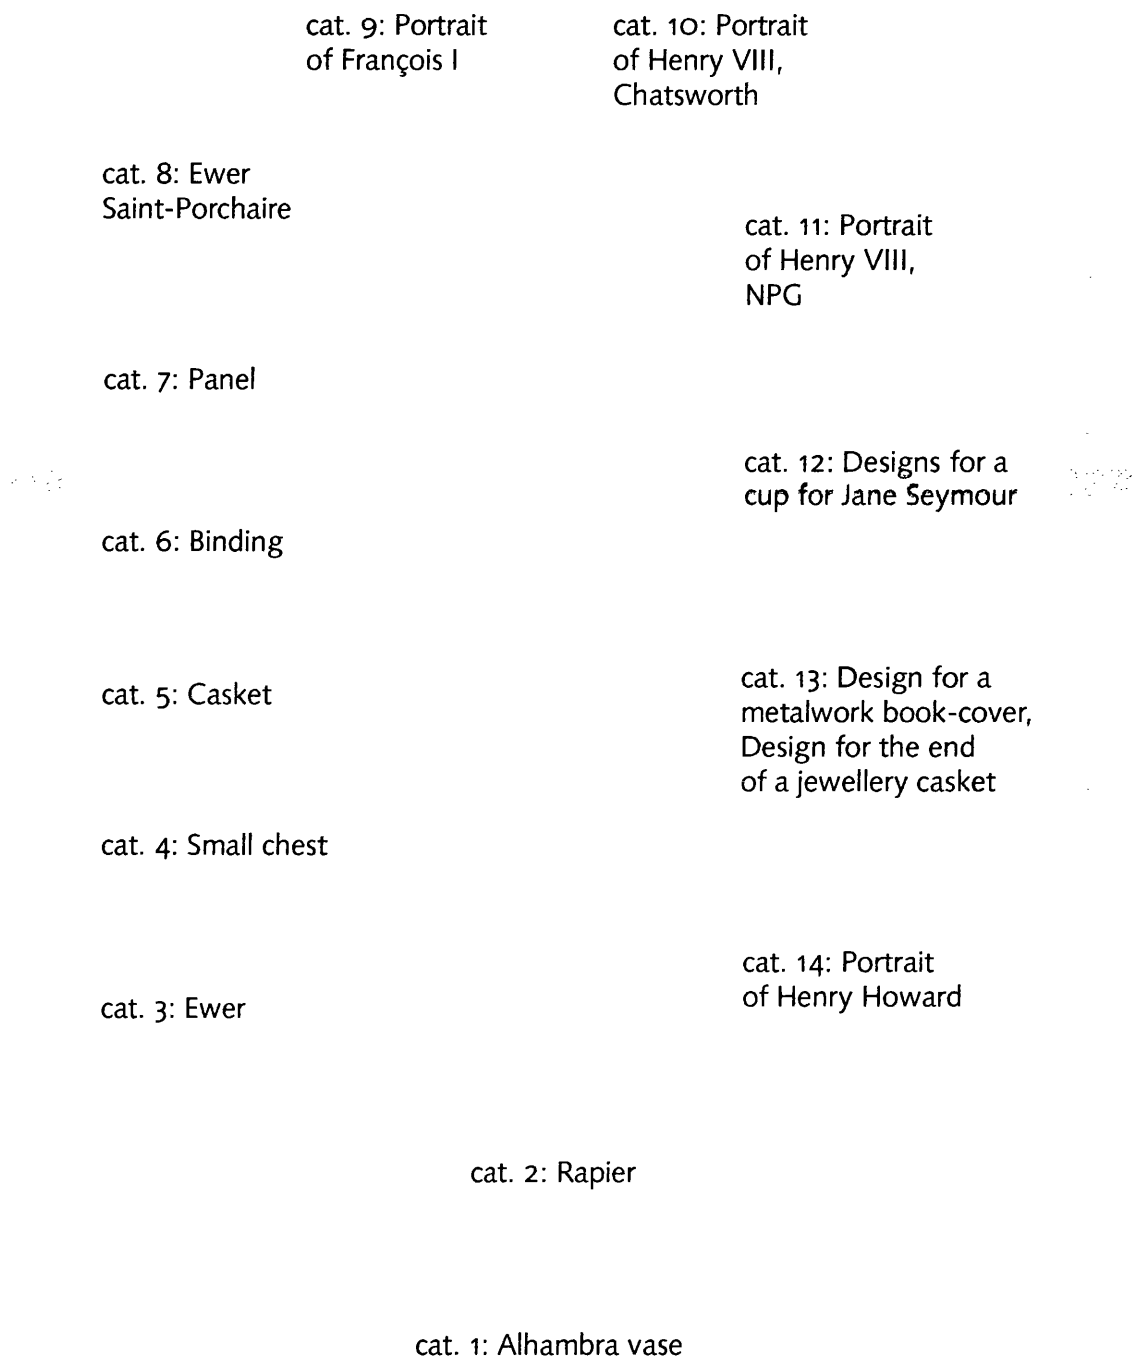 cat. 9: Portrait
of François I
cat. 10: Portrait
of Henry VIII,
Chatsworth
cat. 8: Ewer
Saint-Porchaire
cat. 11: Portrait
of Henry VIII,
NPG
cat. 7: Panel
cat. 12: Designs for a
cup for Jane Seymour
cat. 6: Binding
cat. 5: Casket
cat. 13: Design for a
metalwork book-cover,
Design for the end
of a jewellery casket
cat. 4: Small chest
cat. 14: Portrait
of Henry Howard
cat. 3: Ewer
cat. 2: Rapier
cat. 1: Alhambra vase